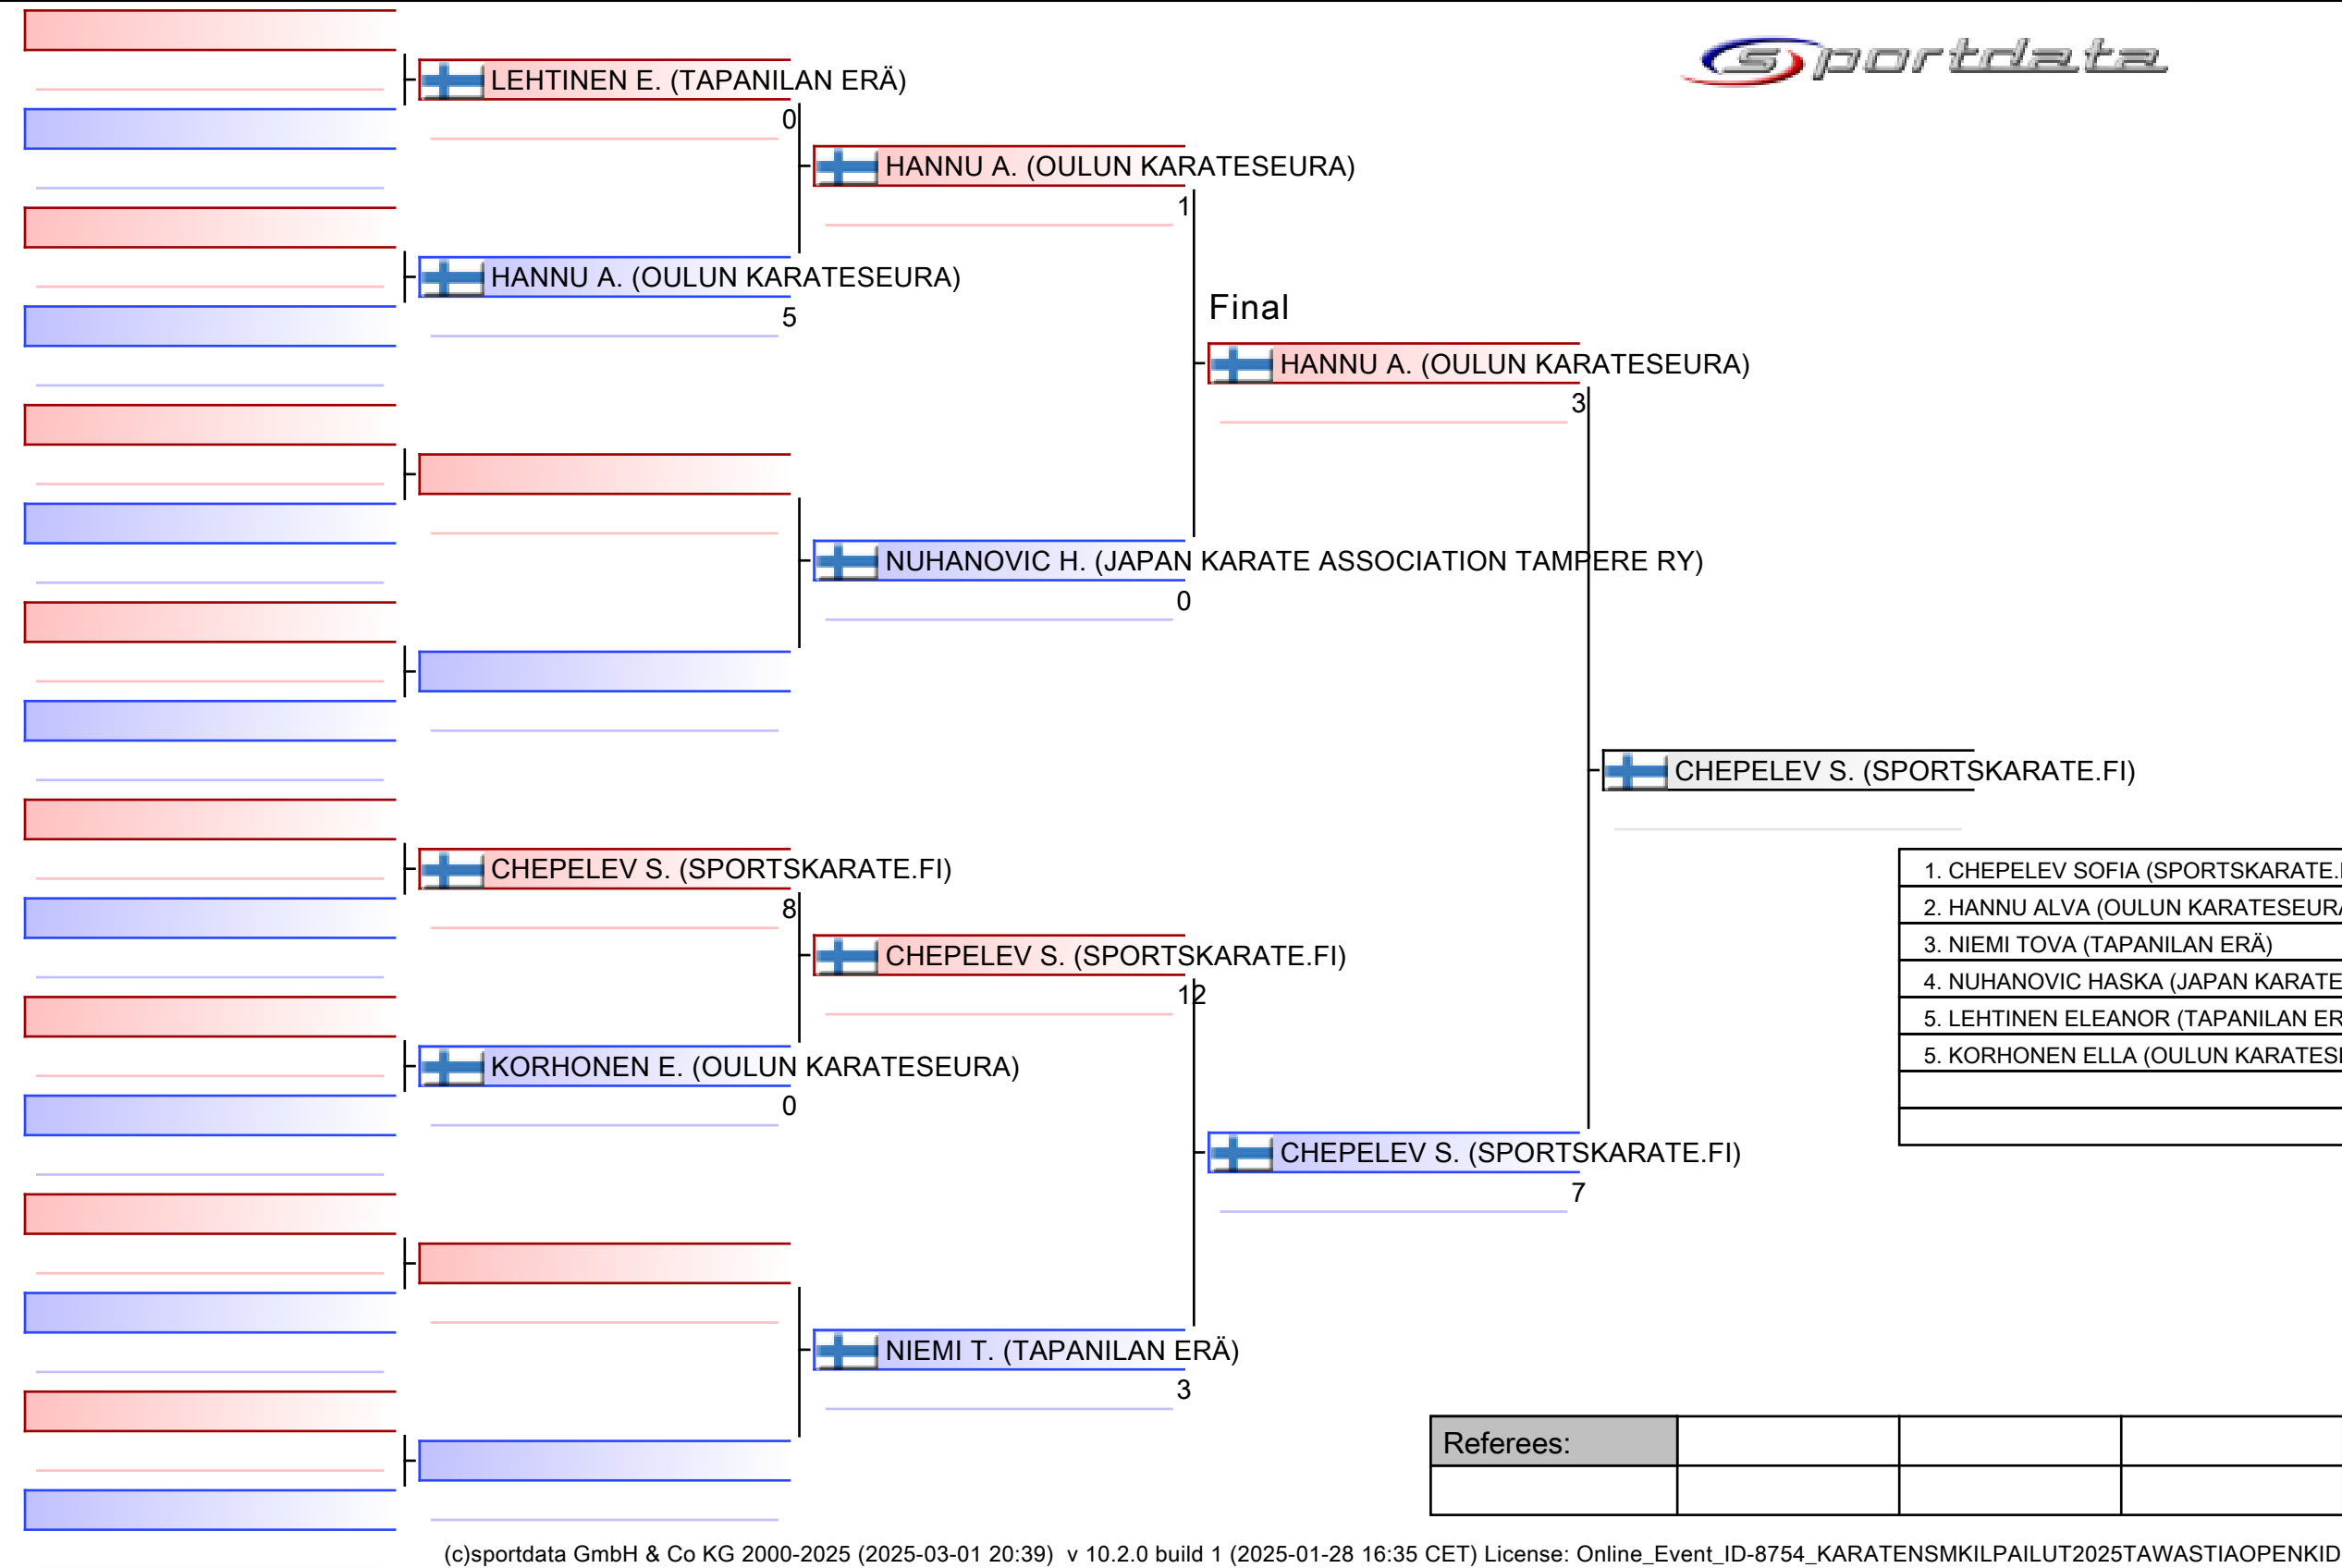 sportdata
LEHTINEN E. (TAPANILAN ERÄ)
0
HANNU A. (OULUN KARATESEURA)
1
HANNU A. (OULUN KARATESEURA)
5
Final
HANNU A. (OULUN KARATESEURA)
3
NUHANOVIC H. (JAPAN KARATE ASSOCIATION TAMPERE RY)
0
CHEPELEV S. (SPORTSKARATE.FI)
CHEPELEV S. (SPORTSKARATE.FI)
8
CHEPELEV S. (SPORTSKARATE.FI)
12
KORHONEN E. (OULUN KARATESEURA)
0
CHEPELEV S. (SPORTSKARATE.FI)
7
NIEMI T. (TAPANILAN ERÄ)
3
1. CHEPELEV SOFIA (SPORTSKARATE.
2. HANNU ALVA (OULUN KARATESEURA
3. NIEMI TOVA (TAPANILAN ERÄ)
4. NUHANOVIC HASKA (JAPAN KARATE
5. LEHTINEN ELEANOR (TAPANILAN ER
5. KORHONEN ELLA (OULUN KARATES
Referees:
(c)sportdata GmbH & Co KG 2000-2025 (2025-03-01 20:39) v 10.2.0 build 1 (2025-01-28 16:35 CET) License: Online_Event_ID-8754_KARATENSMKILPAILUT2025TAWASTIAOPENKID